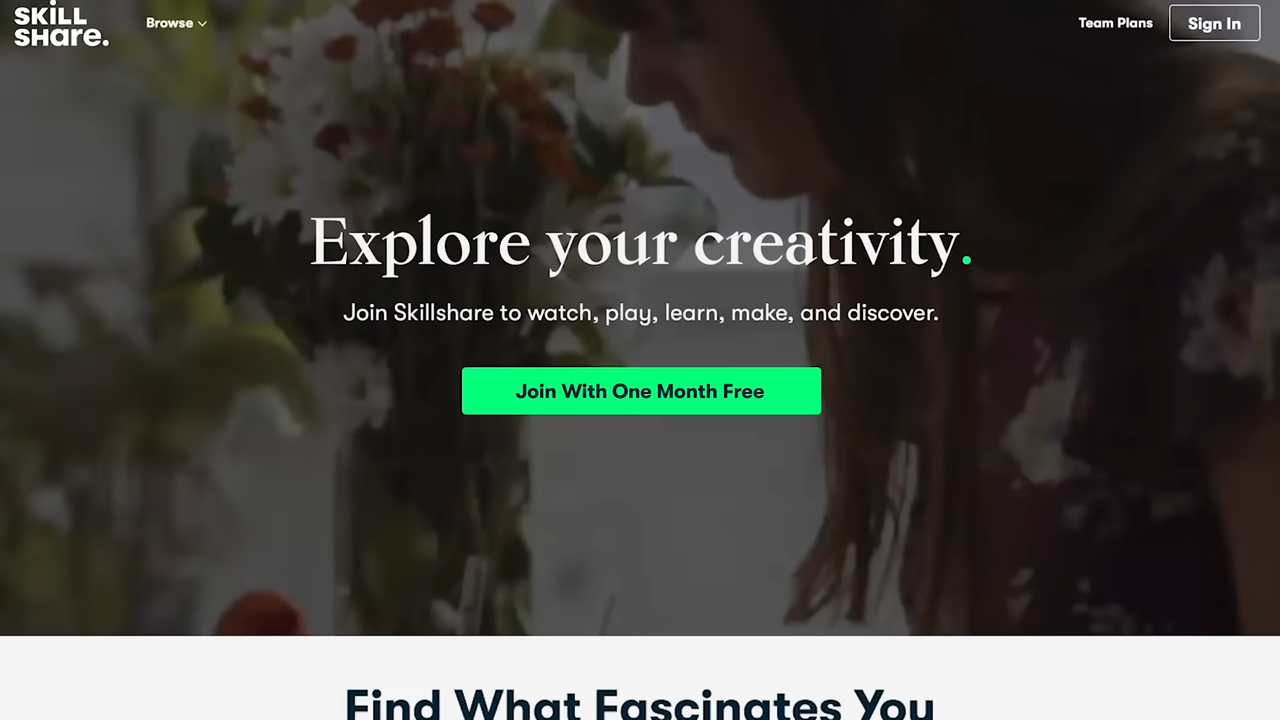 SKiLL
SHare.
Browse
Team Plans
Sign In
Explore your creativity.
Join Skillshare to watch, play, learn, make, and discover.
Join With One Month Free
Find What Fascinates You